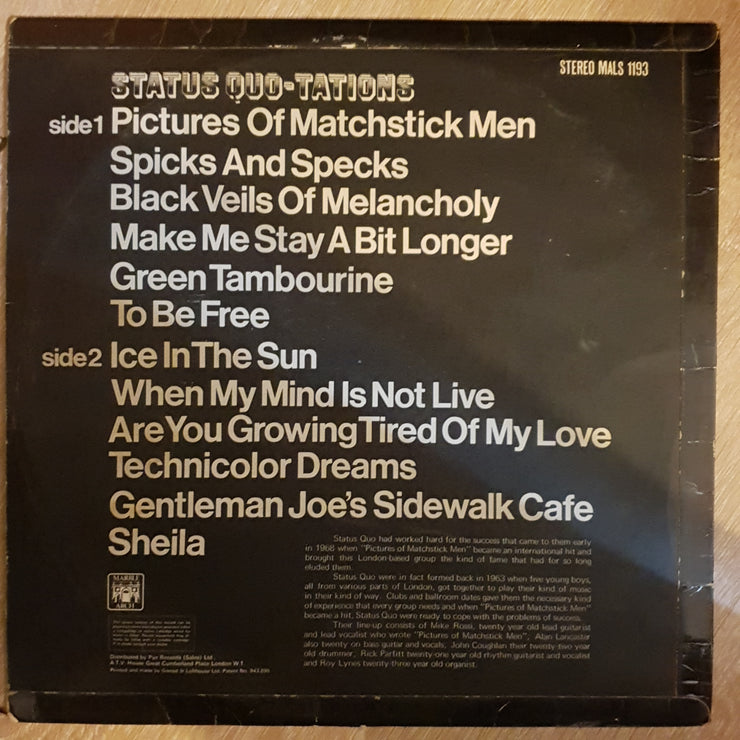 STATUS QUO-TATIONS
STEREO MALS 1193
side1 Pictures Of Matchstick Men
Spicks And Specks
Black Veils Of Melancholy
Make Me Stay A Bit Longer
Green Tambourine
To Be Free
side2 Ice In The Sun
When My Mind Is Not Live
Are You Growing Tired Of My Love
Technicolor Dreams
Gentleman Joe's Sidewalk Cafe
Sheila
Status Quo had worked hard for the success that came to them early
in 1968 when "Pictures of Matchstick Men" became an international hit and
brought this London-based group the kind of fame that had for so long
eluded them.
Status Quo were in fact formed back in 1963 when five young boys,
all from various parts of London, got together to play their kind of music
in their kind of way. Clubs and ballroom dates gave them the necessary kind
of experience that every group needs and when "Pictures of Matchstick Men"
became a hit, Status Quo were ready to cope with the problems of success.
Their line-up consists of Mike Rossi, twenty year old lead guitarist
and lead vocalist who wrote "Pictures of Matchstick Men", Alan Lancaster
also twenty on bass guitar and vocals, John Coughlan their twenty-two year
old drummer, Rick Parfitt twenty-one year old rhythm guitarist and vocalist
and Roy Lynes twenty-three year old organist.
MARBLE
ARCH
Distributed by Pye Records (Sales) Ltd.
A.T.V. House Great Cumberland Place London W.1
Printed and made by Garrod & Lofthouse Ltd. Patent No.